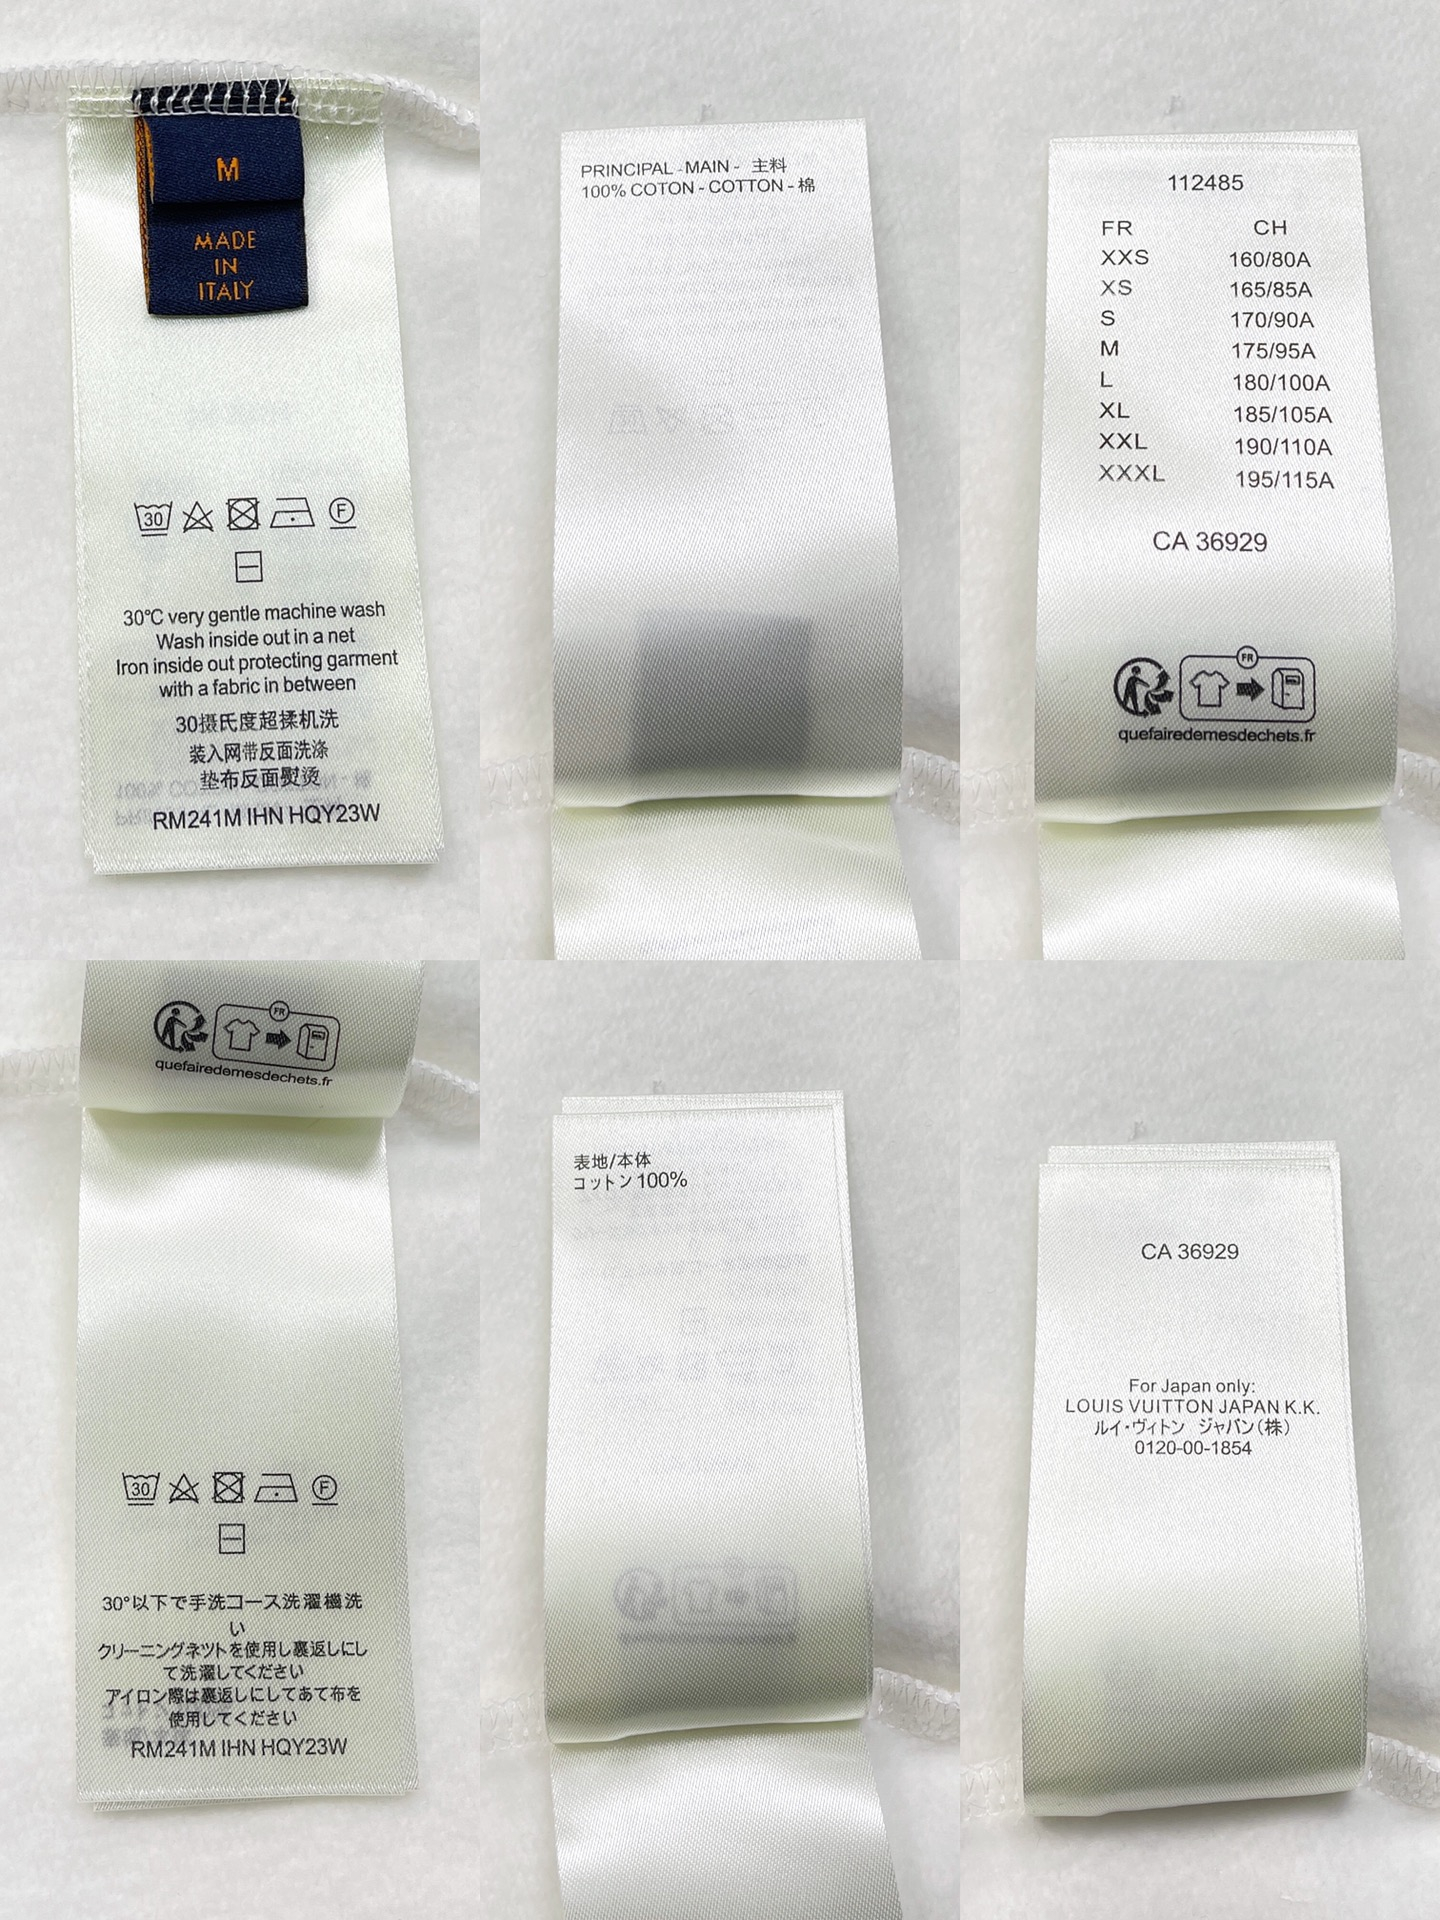 M
MADE
IN
ITALY
30
F
30℃ very gentle machine wash
Wash inside out in a net
Iron inside out protecting garment
with a fabric in between
30摄氏度超揉机洗
装入网带反面洗涤
垫布反面熨烫
RM241M IHN HQY23W
PRINCIPAL - MAIN - 主料
100% COTON - COTTON - 棉
112485
FR CH
XXS 160/80A
XS 165/85A
S 170/90A
M 175/95A
L 180/100A
XL 185/105A
XXL 190/110A
XXXL 195/115A
CA 36929
FR
quefairedemesdechets.fr
FR
quefairedemesdechets.fr
30
F
30°以下で手洗コース洗濯機洗
い
クリーニングネツトを使用し裏返しにし
て洗濯してください
アイロン際は裏返しにしてあて布を
使用してください
RM241M IHN HQY23W
表地/本体
コットン100%
CA 36929
For Japan only:
LOUIS VUITTON JAPAN K.K.
ルイ・ヴィトン ジャバン(株)
0120-00-1854